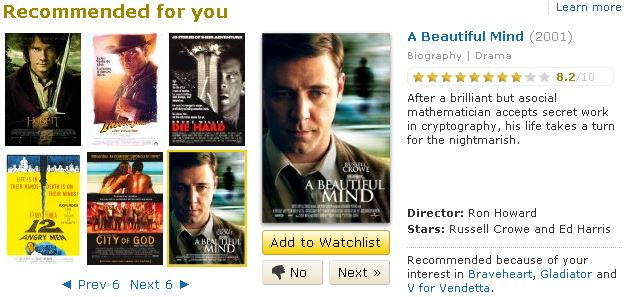 Recommended for you
Learn more
THE HOBBIT
Indiana Jones
40 STORIES OF SHEER ADVENTURE!
BRUCE WILLIS
DIE HARD
LIFE IS IN
THEIR HANDS
DEATH IS ON
THEIR MINDS!
HENRY FONDA
12
ANGRY MEN
CITY OF GOD
A BEAUTIFUL
MIND
RUSSELL
CROWE
A BEAUTIFUL
MIND
Add to Watchlist
No
Next »
◄ Prev 6 Next 6 ►
A Beautiful Mind (2001)
Biography | Drama
8.2/10
After a brilliant but asocial
mathematician accepts secret work
in cryptography, his life takes a turn
for the nightmarish.
Director: Ron Howard
Stars: Russell Crowe and Ed Harris
Recommended because of your
interest in Braveheart, Gladiator and
V for Vendetta.